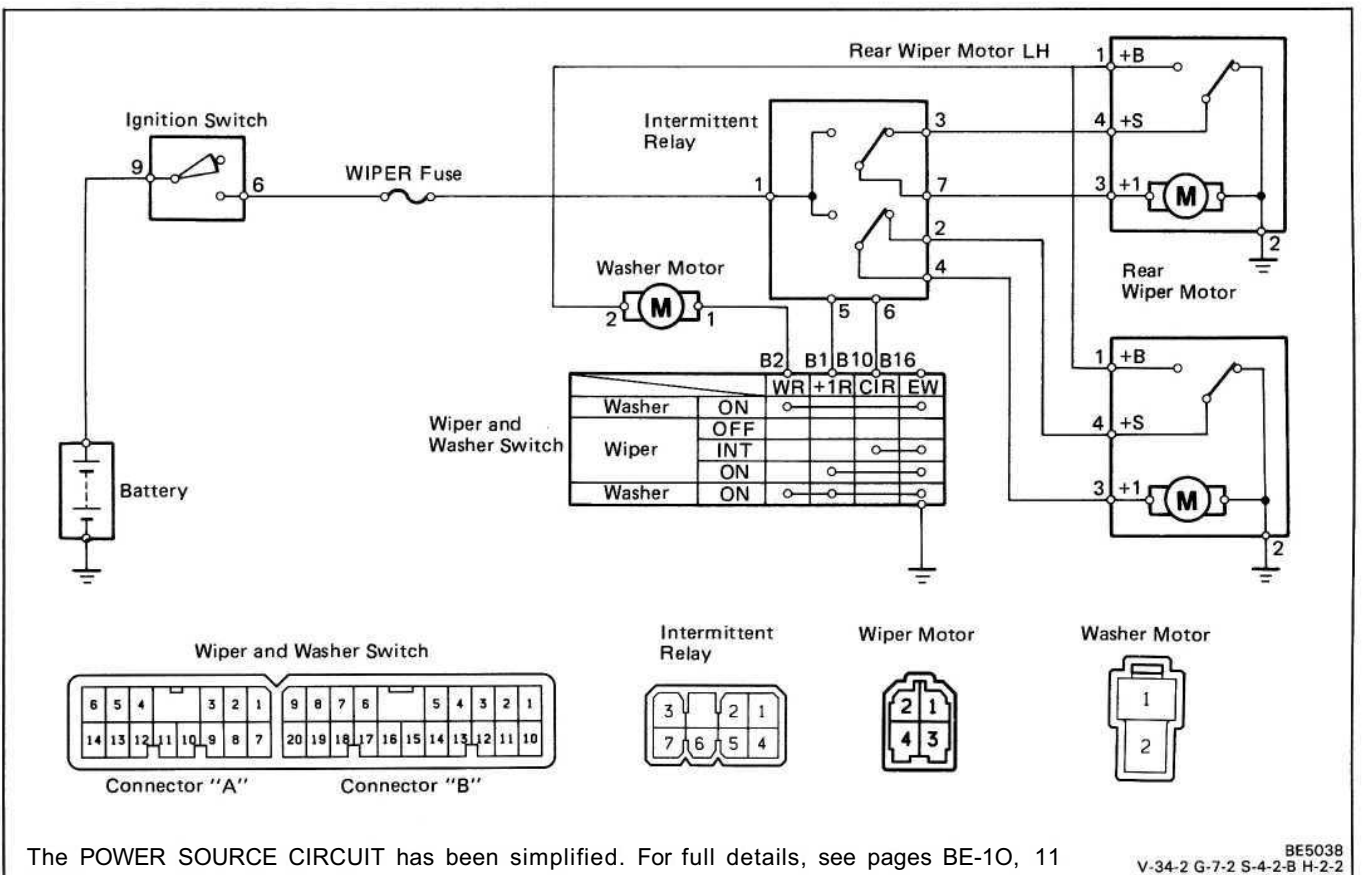 Rear Wiper Motor LH
1 +B
4 +S
3 +1
M
2
Rear
Wiper Motor
1 +B
4 +S
3 +1
M
2
Ignition Switch
9
6
WIPER Fuse
Intermittent
Relay
1
3
7
2
4
5
6
Washer Motor
2 M 1
Battery
Wiper and
Washer Switch
B2 B1 B10 B16
WR +1R CIR EW
Washer ON
OFF
Wiper INT
ON
Washer ON
Wiper and Washer Switch
6 5 4 3 2 1
14 13 12 11 10 9 8 7
9 8 7 6 5 4 3 2 1
20 19 18 17 16 15 14 13 12 11 10
Connector "A"
Connector "B"
Intermittent
Relay
3 2 1
7 6 5 4
Wiper Motor
2 1
4 3
Washer Motor
1
2
The POWER SOURCE CIRCUIT has been simplified. For full details, see pages BE-1O, 11
BE5038
V-34-2 G-7-2 S-4-2-B H-2-2